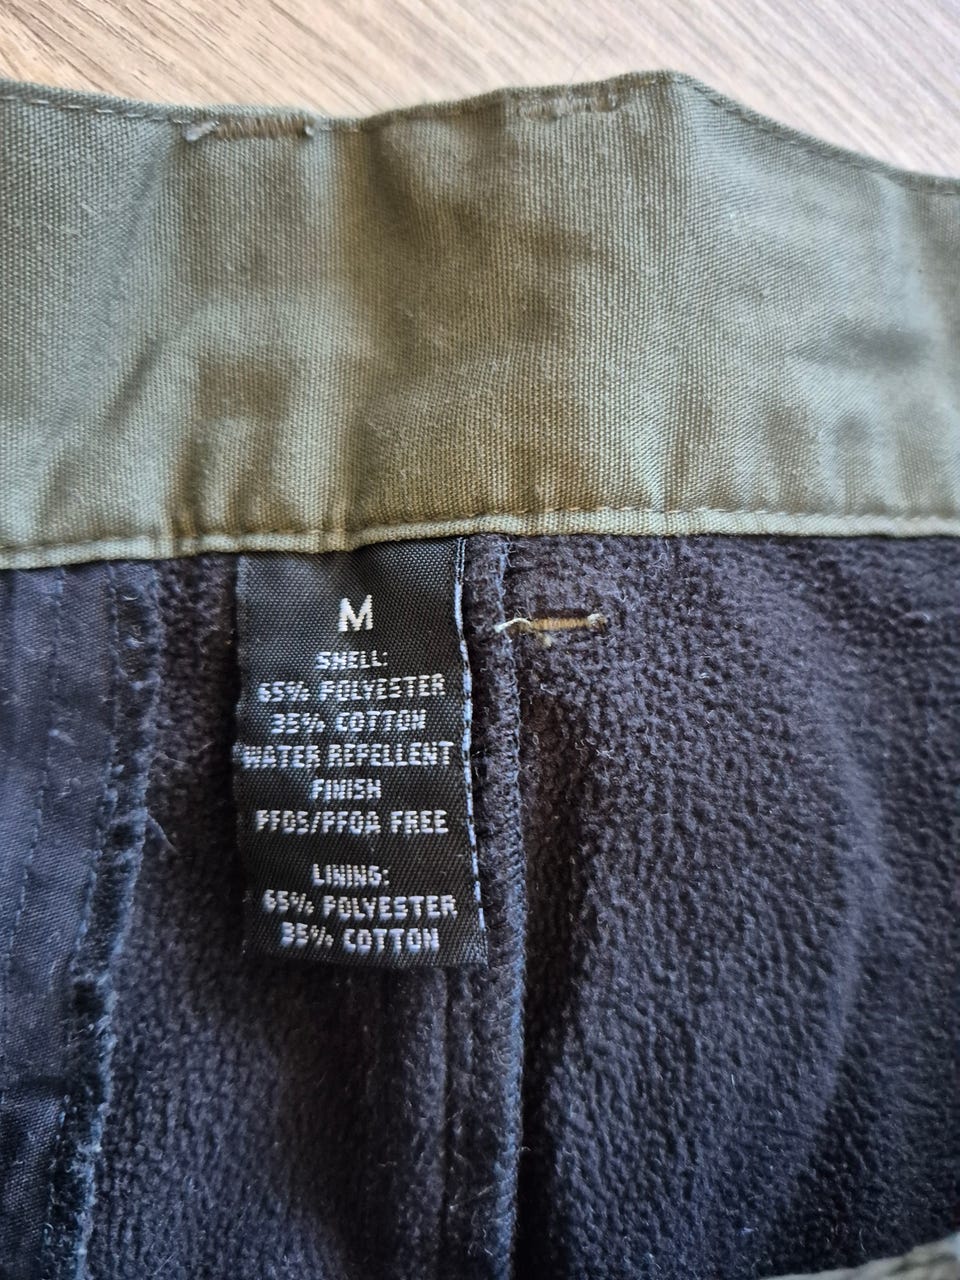 M
SHELL:
65% POLYESTER
35% COTTON
WATER REPELLENT
FINISH
PFOS/PFOA FREE
LINING:
65% POLYESTER
35% COTTON